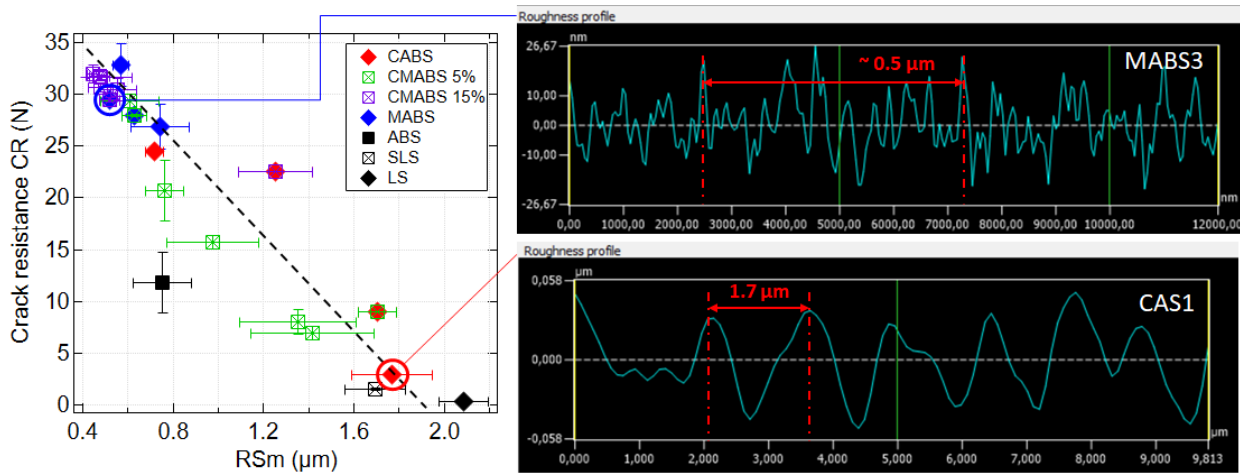 Crack resistance CR (N)
35
30
25
20
15
10
5
0
0.4 0.8 1.2 1.6 2.0
RSm (µm)
CABS
CMABS 5%
CMABS 15%
MABS
ABS
SLS
LS
Roughness profile
26,67 nm
10,00
0,00
-10,00
-26,67
nm
0,00 1000,00 2000,00 3000,00 4000,00 5000,00 6000,00 7000,00 8000,00 9000,00 10000,00 12000,00
~ 0.5 µm
MABS3
Roughness profile
µm
0,058
0,000
-0,058
µm
0,000 1,000 2,000 3,000 4,000 5,000 6,000 7,000 8,000 9,813
1.7 µm
CAS1